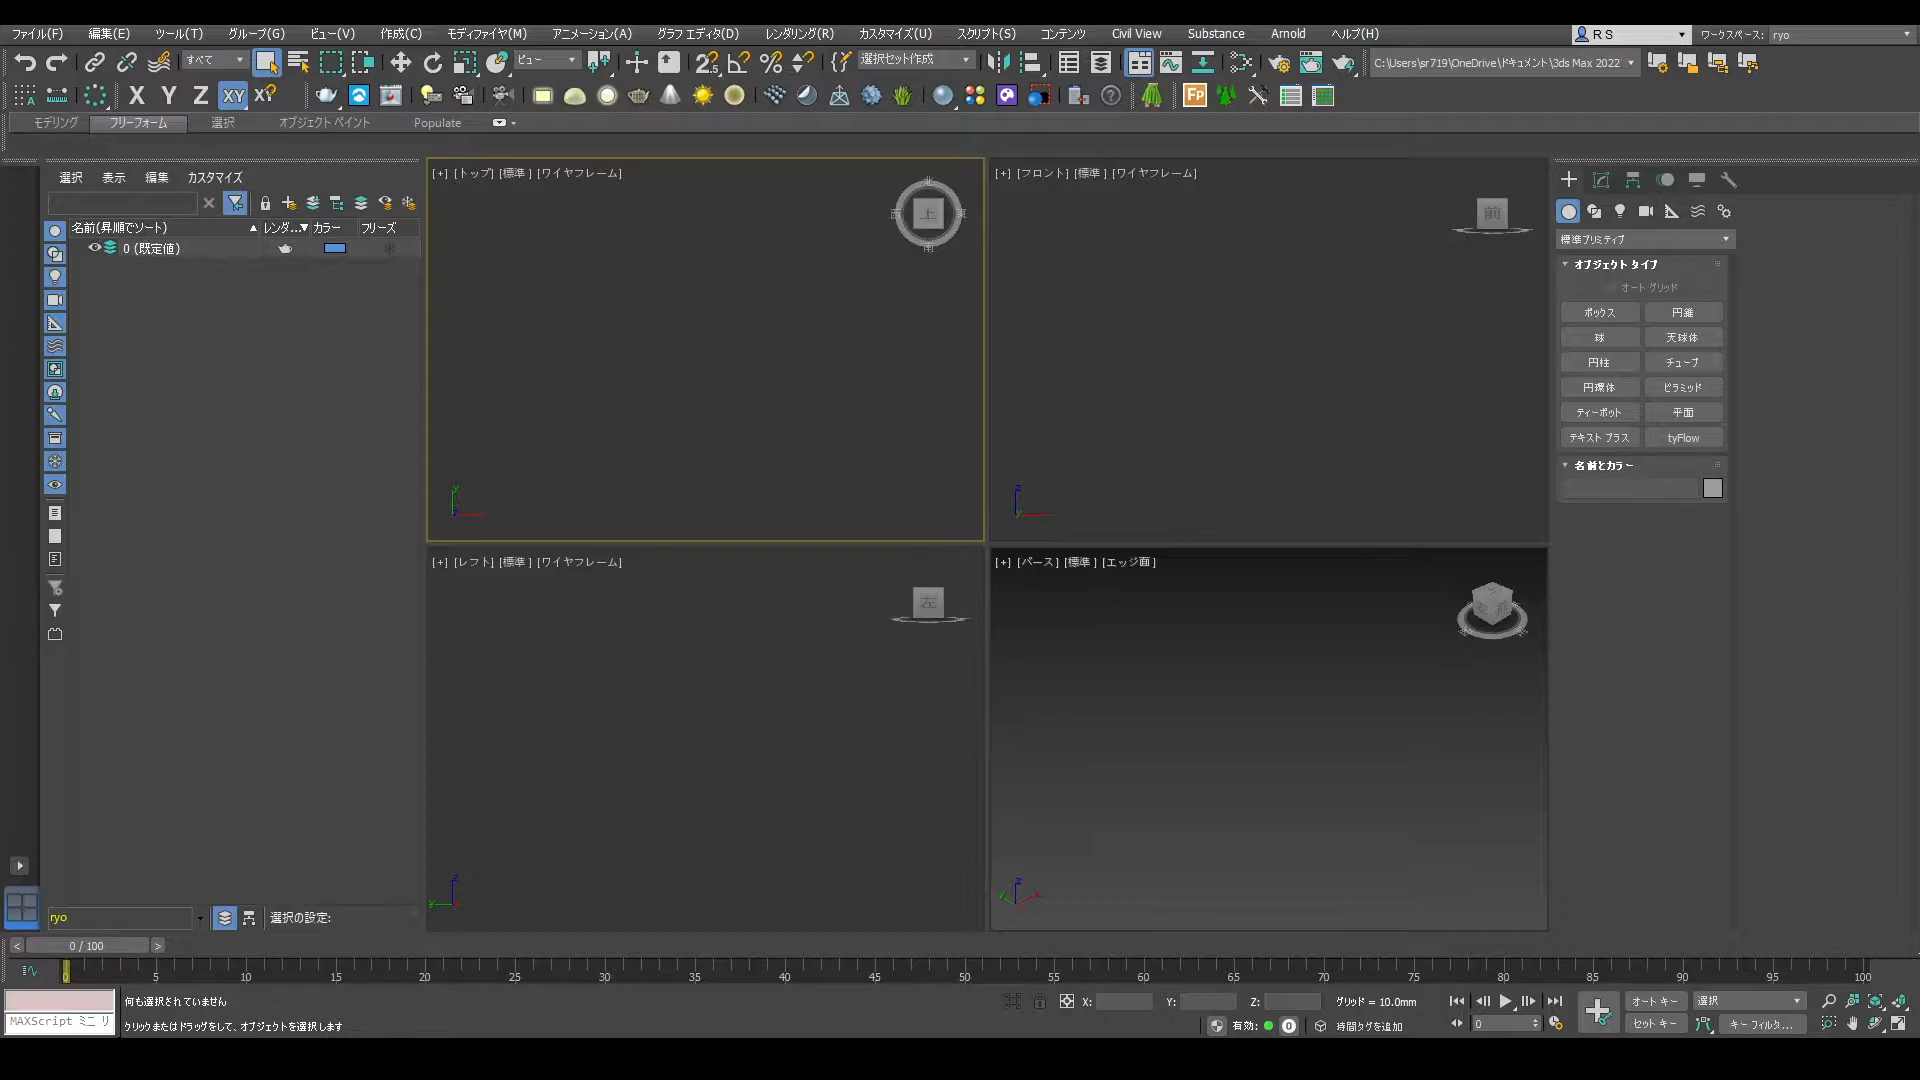 ファイル(F) 編集(E) ツール(T) グループ(G) ビュー(V) 作成(C) モディファイヤ(M) アニメーション(A) グラフ エディタ(D) レンダリング(R) カスタマイズ(U) スクリプト(S) コンテンツ Civil View Substance Arnold ヘルプ(H) R S ワークスペース: ryo
すべて ビュー 選択セット作成 C:\Users\sr719\OneDrive\ドキュメント\3ds Max 2022
X Y Z XY
モデリング フリーフォーム 選択 オブジェクト ペイント Populate
選択 表示 編集 カスタマイズ
名前(昇順でソート) レンダ... カラー フリーズ
0 (既定値)
[+] [トップ] [標準] [ワイヤフレーム]
北
西 上 東
南
[+] [フロント] [標準] [ワイヤフレーム]
前
[+] [レフト] [標準] [ワイヤフレーム]
左
[+] [パース] [標準] [エッジ面]
標準プリミティブ
オブジェクト タイプ
オートグリッド
ボックス 円錐
球 天球体
円柱 チューブ
円環体 ピラミッド
ティーポット 平面
テキスト プラス tyFlow
名前とカラー
ryo 選択の設定:
0 / 100
0 5 10 15 20 25 30 35 40 45 50 55 60 65 70 75 80 85 90 95 100
何も選択されていません X: Y: Z: グリッド = 10.0mm オート キー 選択
MAXScript ミニ リ クリックまたはドラッグをして、オブジェクトを選択します 有効: 0 時間タグを追加 0 セット キー キー フィルタ...